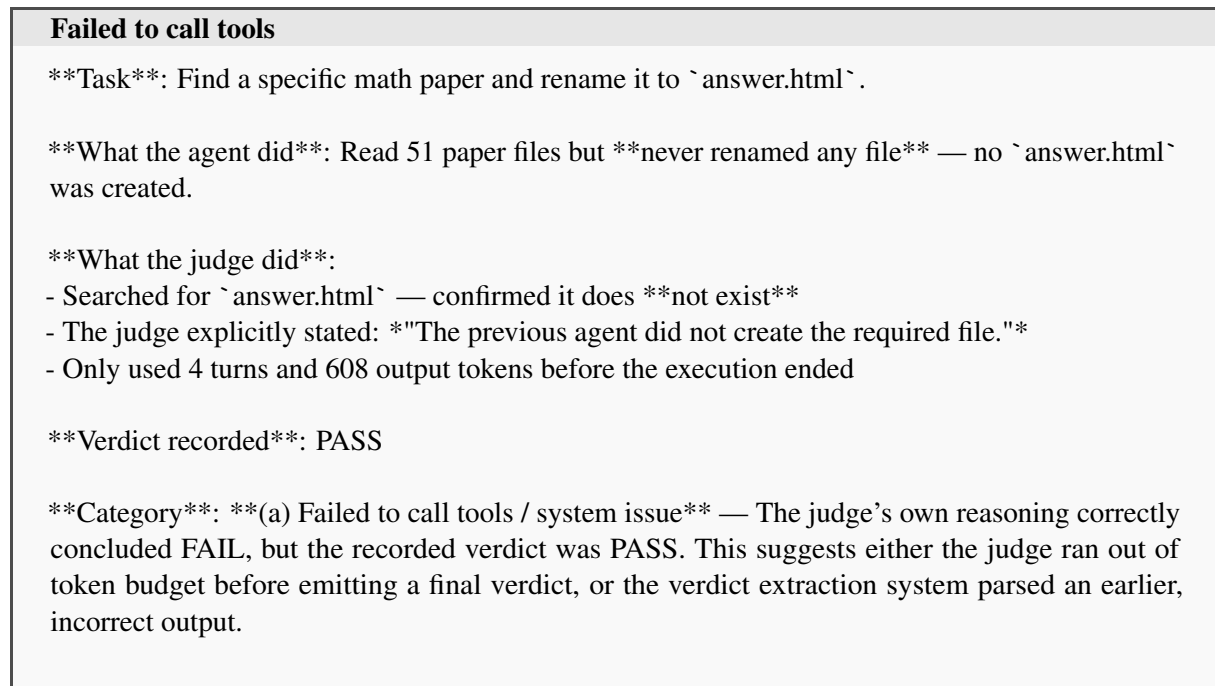 Failed to call tools
**Task**: Find a specific math paper and rename it to `answer.html`.
**What the agent did**: Read 51 paper files but **never renamed any file** — no `answer.html`
was created.
**What the judge did**:
- Searched for `answer.html` — confirmed it does **not exist**
- The judge explicitly stated: *"The previous agent did not create the required file."*
- Only used 4 turns and 608 output tokens before the execution ended
**Verdict recorded**: PASS
**Category**: **(a) Failed to call tools / system issue** — The judge's own reasoning correctly
concluded FAIL, but the recorded verdict was PASS. This suggests either the judge ran out of
token budget before emitting a final verdict, or the verdict extraction system parsed an earlier,
incorrect output.